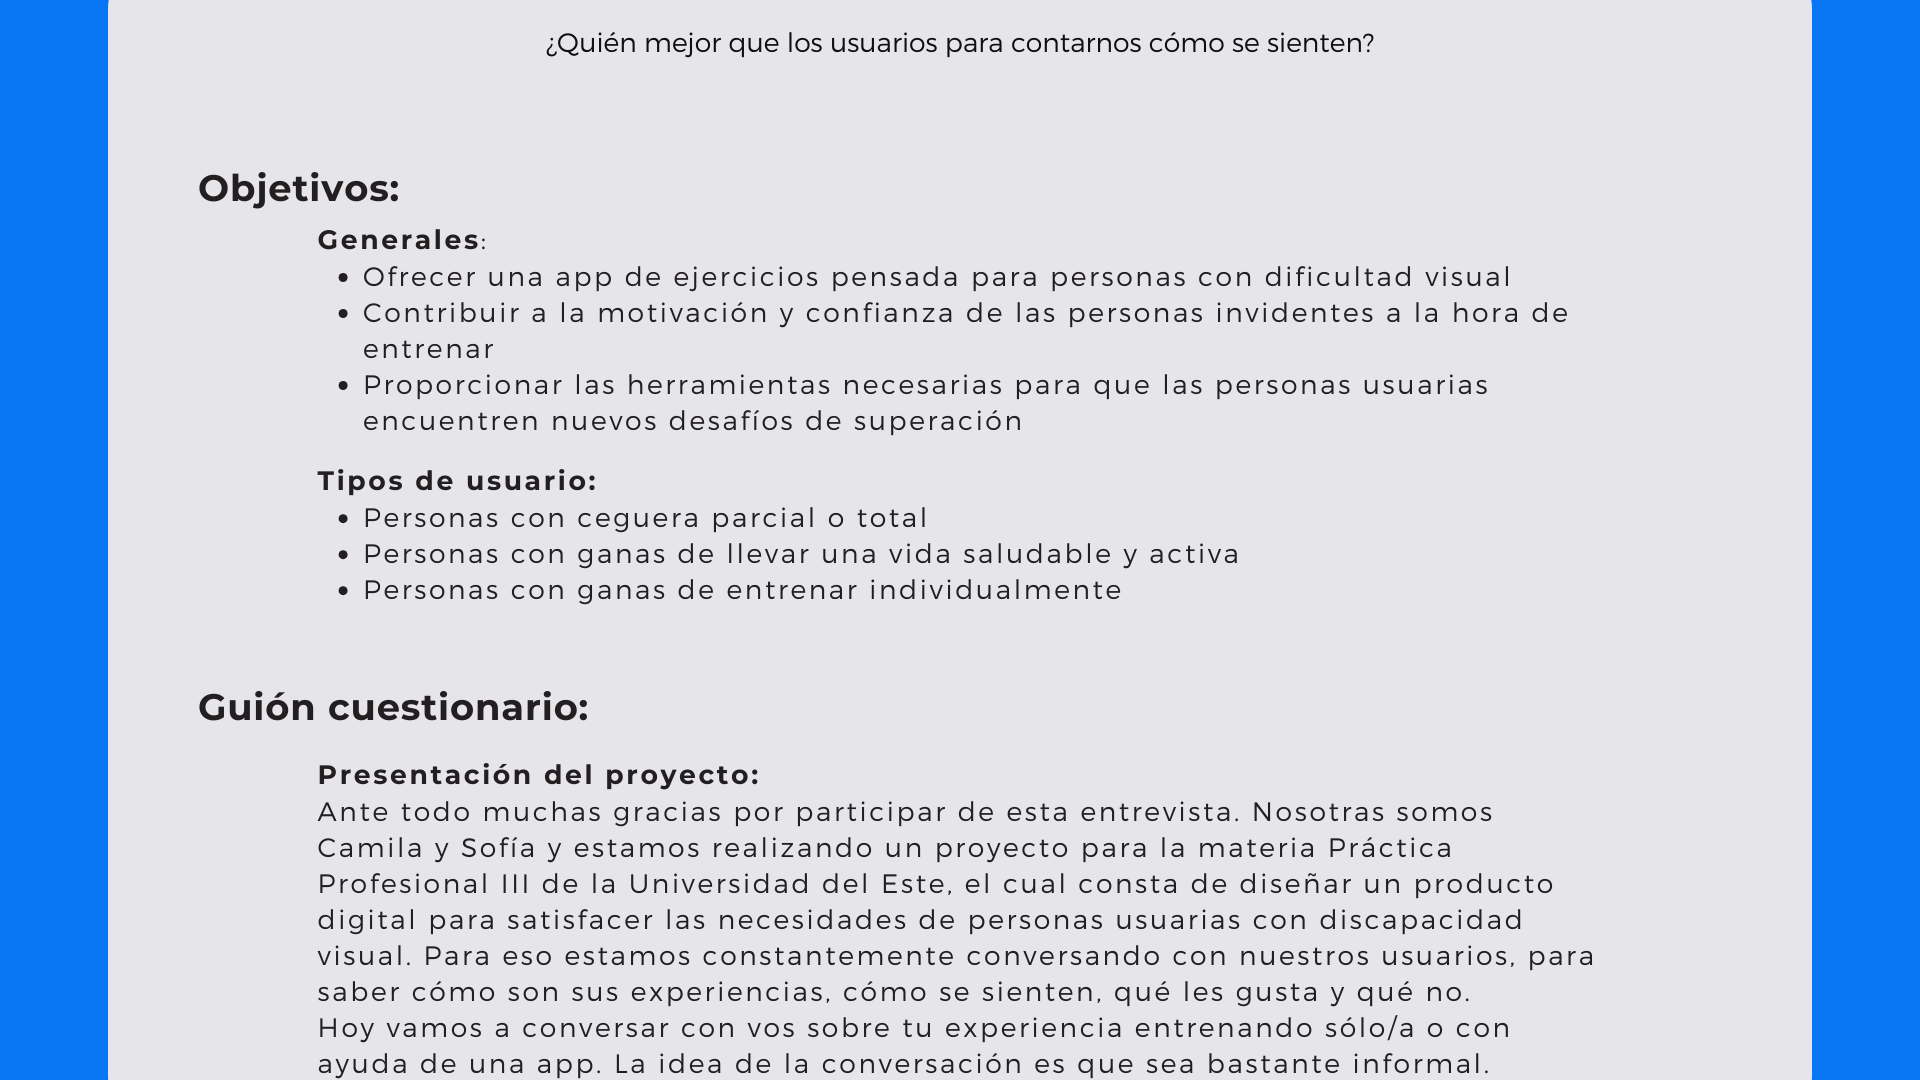 ¿Quién mejor que los usuarios para contarnos cómo se sienten?
Objetivos:
Generales:
• Ofrecer una app de ejercicios pensada para personas con dificultad visual
• Contribuir a la motivación y confianza de las personas invidentes a la hora de
entrenar
• Proporcionar las herramientas necesarias para que las personas usuarias
encuentren nuevos desafíos de superación
Tipos de usuario:
• Personas con ceguera parcial o total
• Personas con ganas de llevar una vida saludable y activa
• Personas con ganas de entrenar individualmente
Guión cuestionario:
Presentación del proyecto:
Ante todo muchas gracias por participar de esta entrevista. Nosotras somos
Camila y Sofía y estamos realizando un proyecto para la materia Práctica
Profesional III de la Universidad del Este, el cual consta de diseñar un producto
digital para satisfacer las necesidades de personas usuarias con discapacidad
visual. Para eso estamos constantemente conversando con nuestros usuarios, para
saber cómo son sus experiencias, cómo se sienten, qué les gusta y qué no.
Hoy vamos a conversar con vos sobre tu experiencia entrenando sólo/a o con
ayuda de una app. La idea de la conversación es que sea bastante informal.